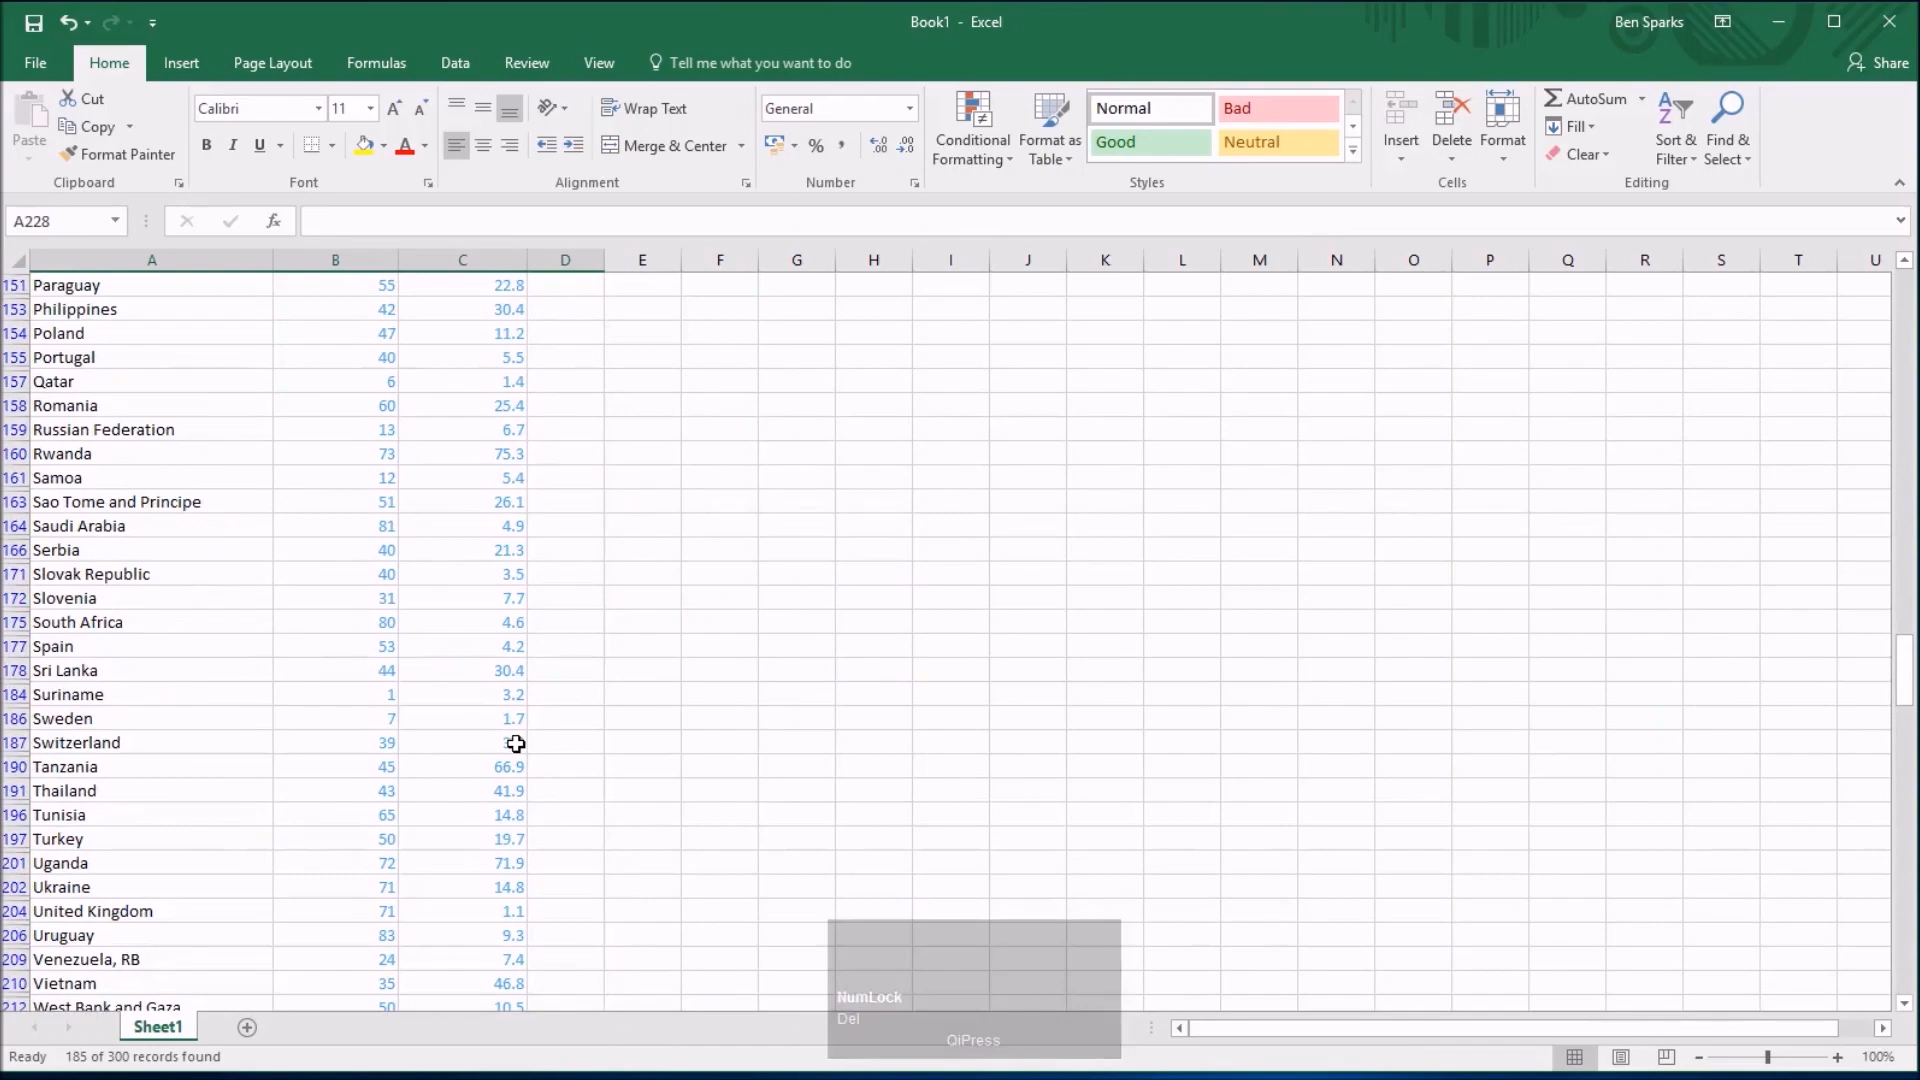 Book1 - Excel
Ben Sparks
File Home Insert Page Layout Formulas Data Review View Tell me what you want to do Share
Paste
Cut
Copy
Format Painter
Clipboard
Calibri 11
B I U
Font
Wrap Text
Merge & Center
Alignment
General
%
Number
Conditional Formatting
Format as Table
Normal Bad
Good Neutral
Styles
Insert Delete Format
Cells
AutoSum
Fill
Clear
Sort & Filter
Find & Select
Editing
A228
fx
A B C D E F G H I J K L M N O P Q R S T U
151 Paraguay 55 22.8
153 Philippines 42 30.4
154 Poland 47 11.2
155 Portugal 40 5.5
157 Qatar 6 1.4
158 Romania 60 25.4
159 Russian Federation 13 6.7
160 Rwanda 73 75.3
161 Samoa 12 5.4
163 Sao Tome and Principe 51 26.1
164 Saudi Arabia 81 4.9
166 Serbia 40 21.3
171 Slovak Republic 40 3.5
172 Slovenia 31 7.7
175 South Africa 80 4.6
177 Spain 53 4.2
178 Sri Lanka 44 30.4
184 Suriname 1 3.2
186 Sweden 7 1.7
187 Switzerland 39
190 Tanzania 45 66.9
191 Thailand 43 41.9
196 Tunisia 65 14.8
197 Turkey 50 19.7
201 Uganda 72 71.9
202 Ukraine 71 14.8
204 United Kingdom 71 1.1
206 Uruguay 83 9.3
209 Venezuela, RB 24 7.4
210 Vietnam 35 46.8
212 West Bank and Gaza 50 10.5
NumLock
Del
QiPress
Sheet1
Ready 185 of 300 records found 100%